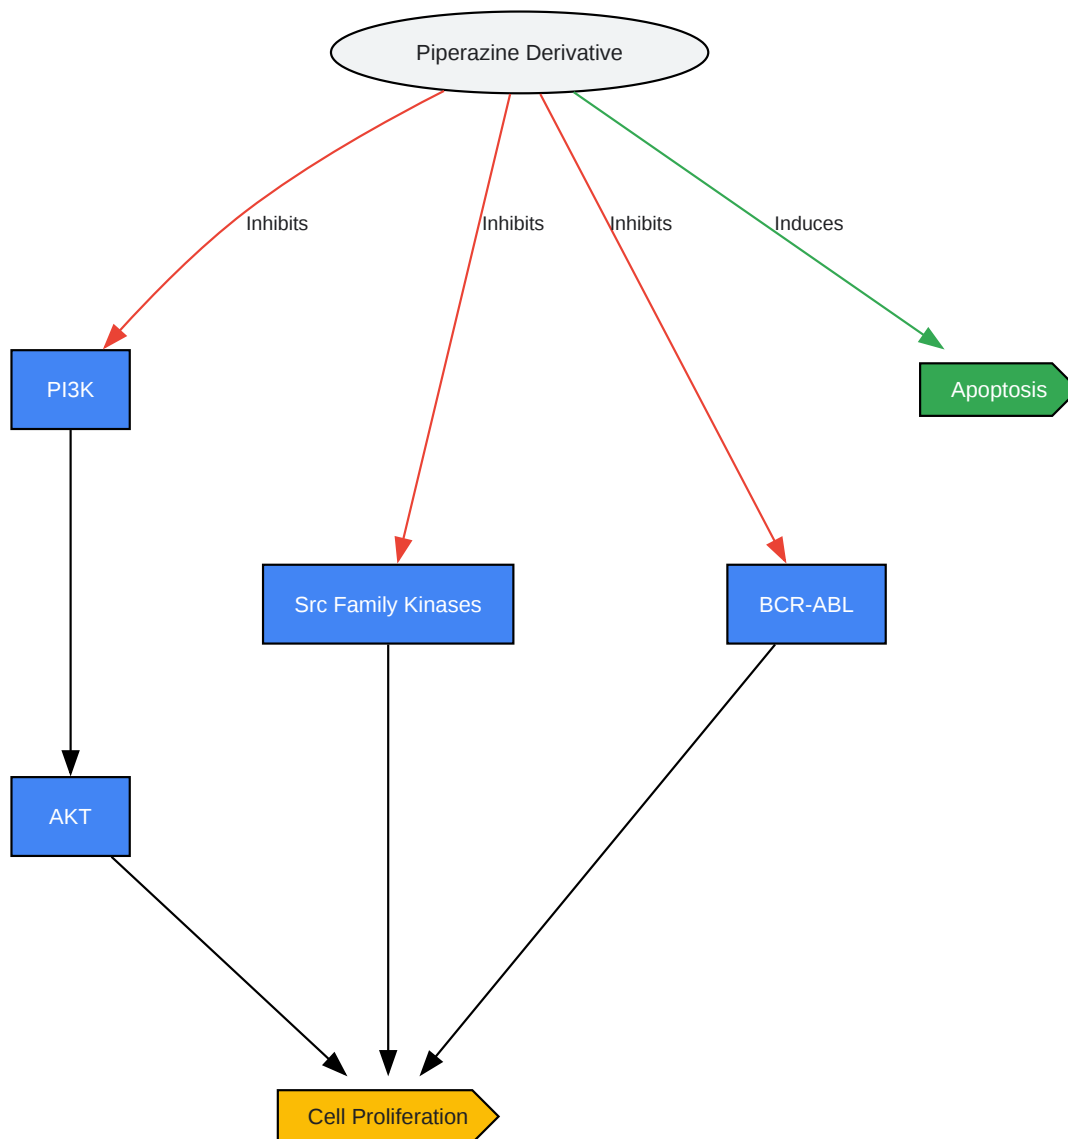 Piperazine Derivative
Inhibits
Inhibits
Inhibits
Induces
PI3K
Apoptosis
Src Family Kinases
BCR-ABL
AKT
Cell Proliferation